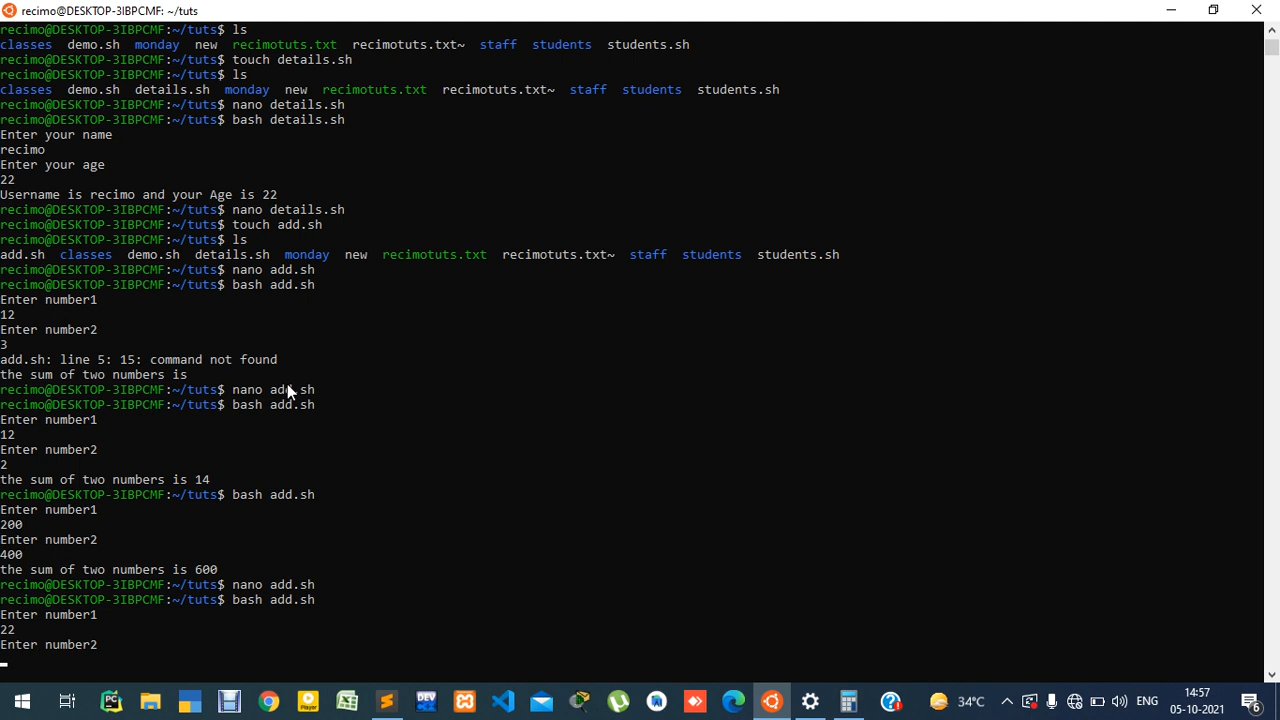 recimo@DESKTOP-3IBPCMF: ~/tuts
recimo@DESKTOP-3IBPCMF:~/tuts$ ls
classes demo.sh monday new recimotuts.txt recimotuts.txt~ staff students students.sh
recimo@DESKTOP-3IBPCMF:~/tuts$ touch details.sh
recimo@DESKTOP-3IBPCMF:~/tuts$ ls
classes demo.sh details.sh monday new recimotuts.txt recimotuts.txt~ staff students students.sh
recimo@DESKTOP-3IBPCMF:~/tuts$ nano details.sh
recimo@DESKTOP-3IBPCMF:~/tuts$ bash details.sh
Enter your name
recimo
Enter your age
22
Username is recimo and your Age is 22
recimo@DESKTOP-3IBPCMF:~/tuts$ nano details.sh
recimo@DESKTOP-3IBPCMF:~/tuts$ touch add.sh
recimo@DESKTOP-3IBPCMF:~/tuts$ ls
add.sh classes demo.sh details.sh monday new recimotuts.txt recimotuts.txt~ staff students students.sh
recimo@DESKTOP-3IBPCMF:~/tuts$ nano add.sh
recimo@DESKTOP-3IBPCMF:~/tuts$ bash add.sh
Enter number1
12
Enter number2
3
add.sh: line 5: 15: command not found
the sum of two numbers is
recimo@DESKTOP-3IBPCMF:~/tuts$ nano add.sh
recimo@DESKTOP-3IBPCMF:~/tuts$ bash add.sh
Enter number1
12
Enter number2
2
the sum of two numbers is 14
recimo@DESKTOP-3IBPCMF:~/tuts$ bash add.sh
Enter number1
200
Enter number2
400
the sum of two numbers is 600
recimo@DESKTOP-3IBPCMF:~/tuts$ nano add.sh
recimo@DESKTOP-3IBPCMF:~/tuts$ bash add.sh
Enter number1
22
Enter number2
PC
DEV
Player
34°C
ENG
14:57
05-10-2021
6